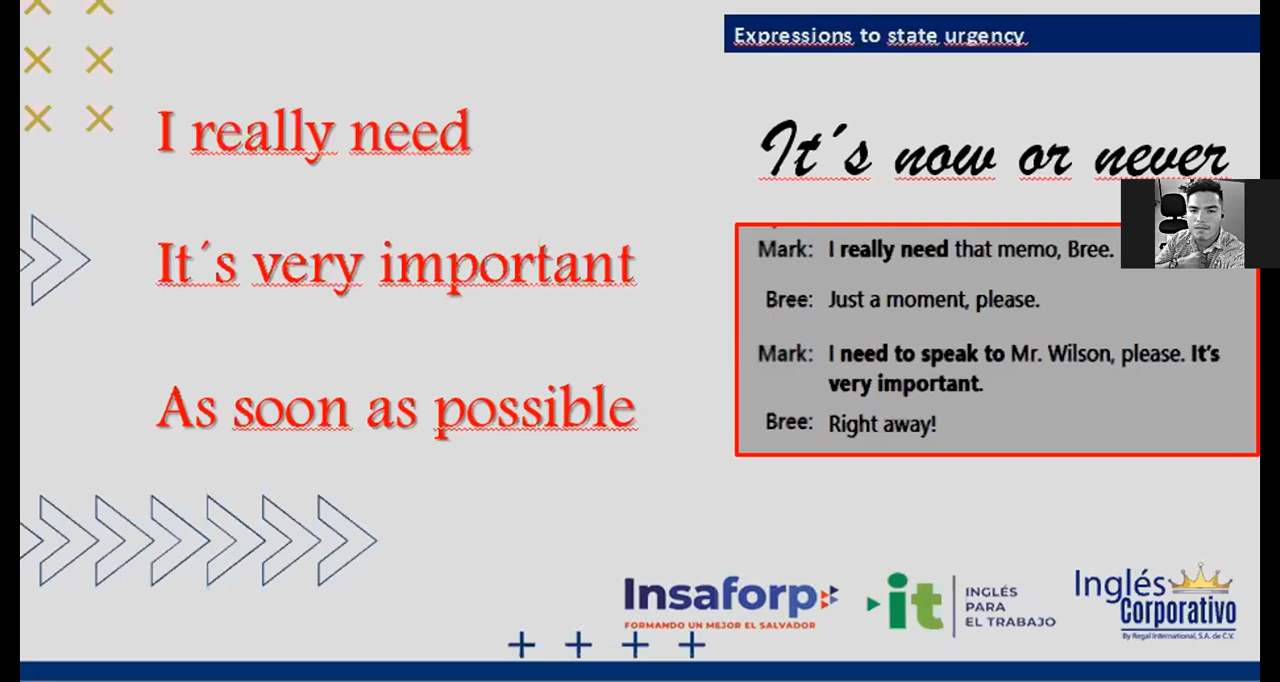 Expressions to state urgency
I really need
It´s very important
As soon as possible
It´s now or never
Mark: I really need that memo, Bree.
Bree: Just a moment, please.
Mark: I need to speak to Mr. Wilson, please. It's
very important.
Bree: Right away!
Insaforp
FORMANDO UN MEJOR EL SALVADOR
it
INGLÉS
PARA
EL TRABAJO
Inglés
Corporativo
By Regal International, S.A. de C.V.